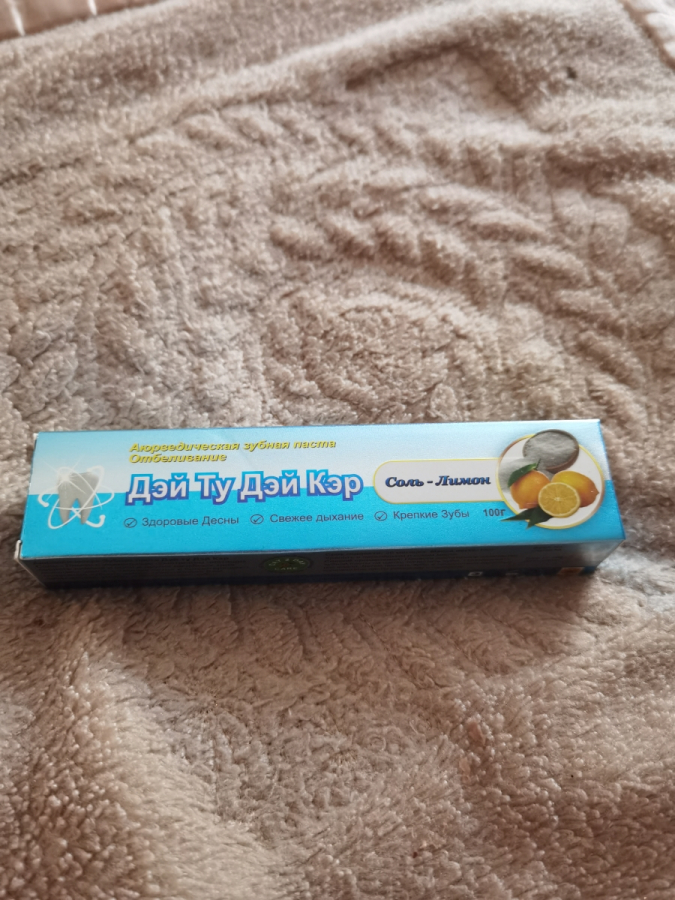 Аюрведическая зубная паста
Отбеливание
Дэй Ту Дэй Кэр
Соль - Лимон
Здоровые Десны Свежее дыхание Крепкие Зубы 100г